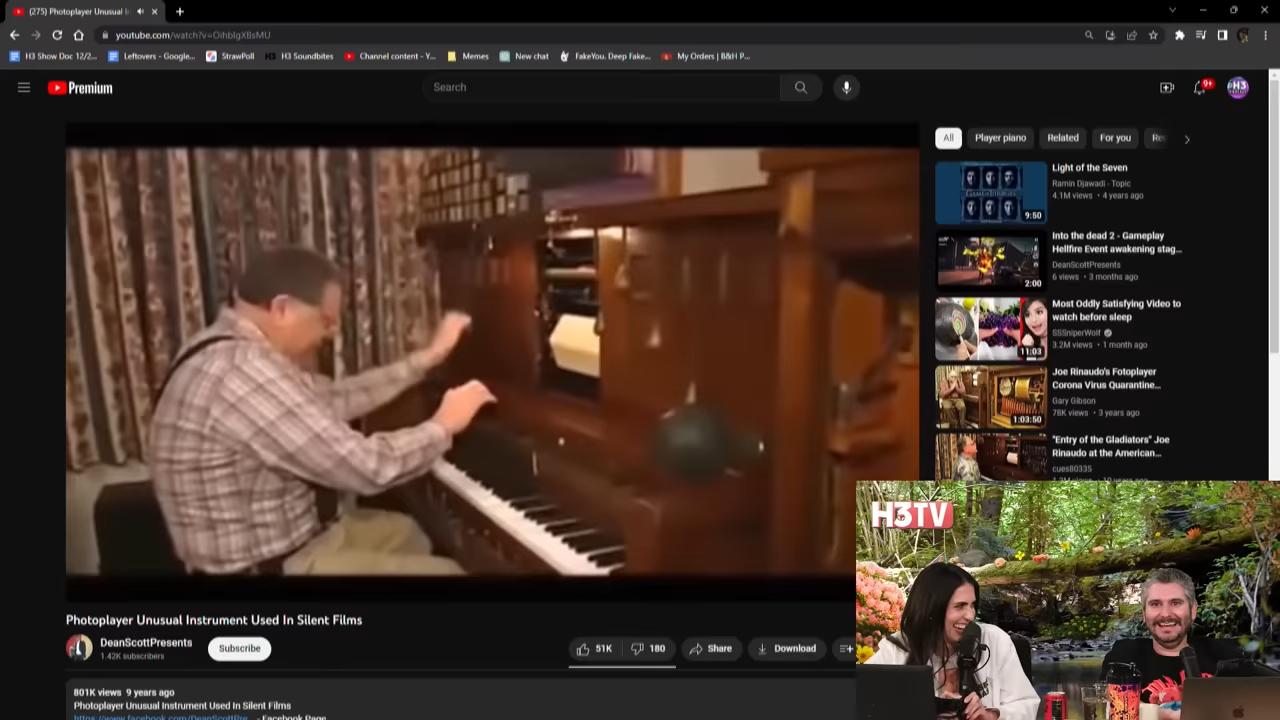 (275) Photoplayer Unusual I
youtube.com/watch?v=OihbIgXBsMU
H3 Show Doc 12/2...
Leftovers - Google...
StrawPoll
H3 Soundbites
Channel content - Y...
Memes
New chat
FakeYou. Deep Fake...
My Orders | B&H P...
Premium
Search
9+
H3
All
Player piano
Related
For you
Light of the Seven
Ramin Djawadi - Topic
4.1M views • 4 years ago
9:50
Into the dead 2 - Gameplay
Hellfire Event awakening stag...
DeanScottPresents
6 views • 3 months ago
2:00
Most Oddly Satisfying Video to
watch before sleep
SSSniperWolf
3.2M views • 1 month ago
11:03
Joe Rinaudo's Fotoplayer
Corona Virus Quarantine...
Gary Gibson
78K views • 3 years ago
1:03:50
"Entry of the Gladiators" Joe
Rinaudo at the American...
cues80335
H3TV
Photoplayer Unusual Instrument Used In Silent Films
DeanScottPresents
1.42K subscribers
Subscribe
51K
180
Share
Download
801K views 9 years ago
Photoplayer Unusual Instrument Used In Silent Films
https://www.facebook.com/DeanScottPre... - Facebook Page